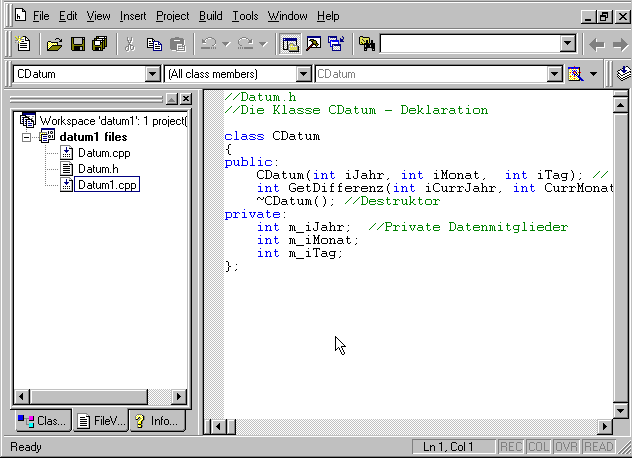 File Edit View Insert Project Build Tools Window Help
CDatum (All class members) CDatum
Workspace 'datum1': 1 project(
datum1 files
Datum.cpp
Datum.h
Datum1.cpp
Clas... FileV... Info...
//Datum.h
//Die Klasse CDatum - Deklaration
class CDatum
{
public:
CDatum(int iJahr, int iMonat, int iTag); //
int GetDifferenz(int iCurrJahr, int CurrMonat
~CDatum(); //Destruktor
private:
int m_iJahr; //Private Datenmitglieder
int m_iMonat;
int m_iTag;
};
Ready Ln 1, Col 1 REC COL OVR READ